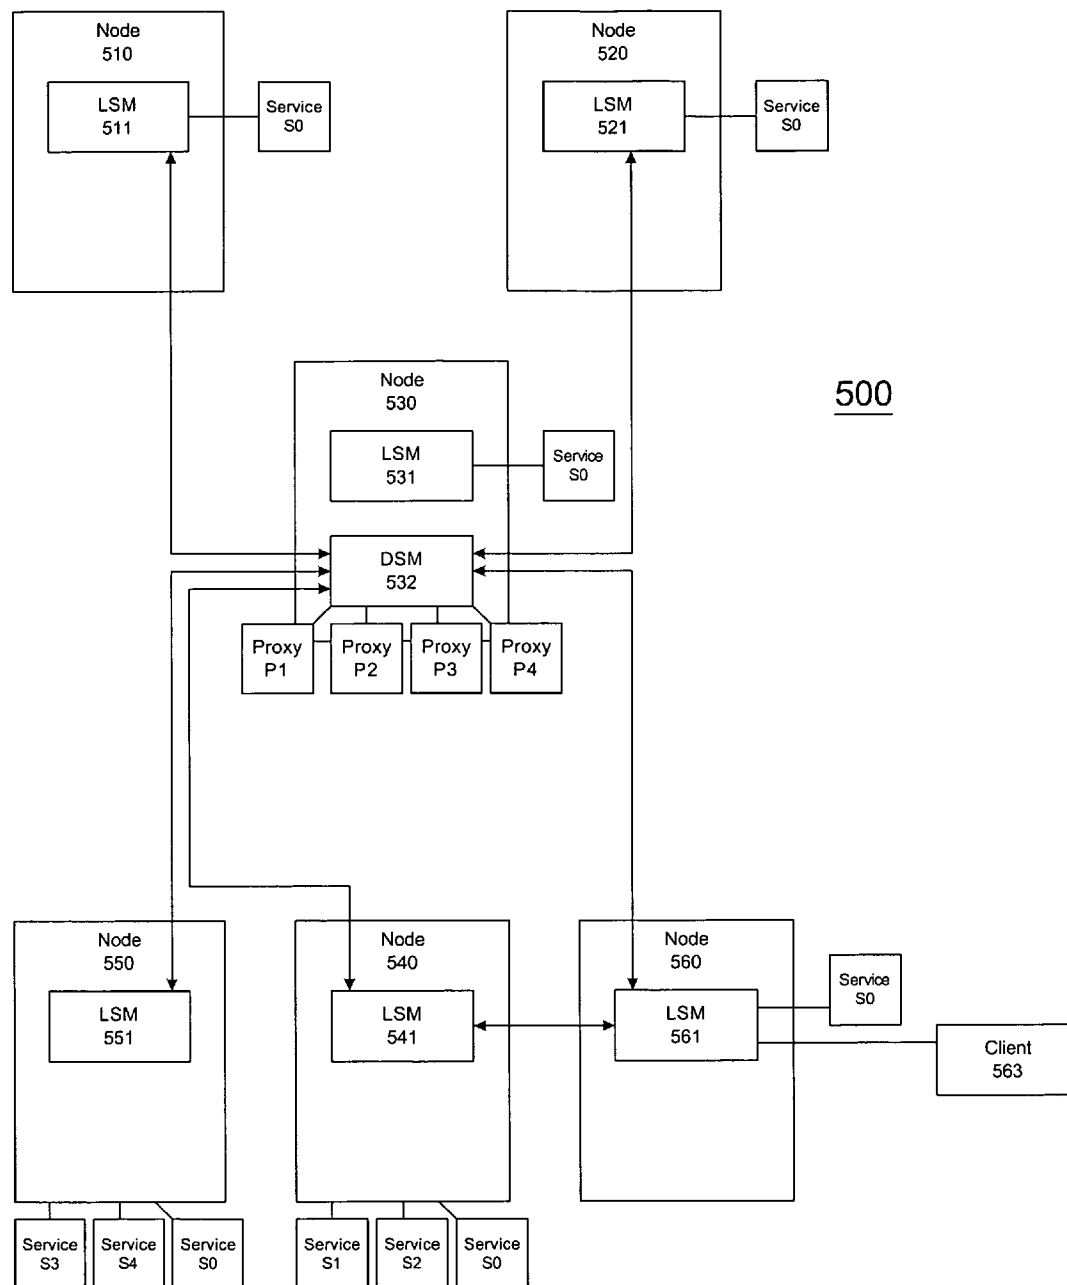 Node
510
LSM
511
Service
S0
Node
520
LSM
521
Service
S0
500
Node
530
LSM
531
Service
S0
DSM
532
Proxy
P1
Proxy
P2
Proxy
P3
Proxy
P4
Node
550
LSM
551
Node
540
LSM
541
Node
560
LSM
561
Service
S0
Client
563
Service
S3
Service
S4
Service
S0
Service
S1
Service
S2
Service
S0